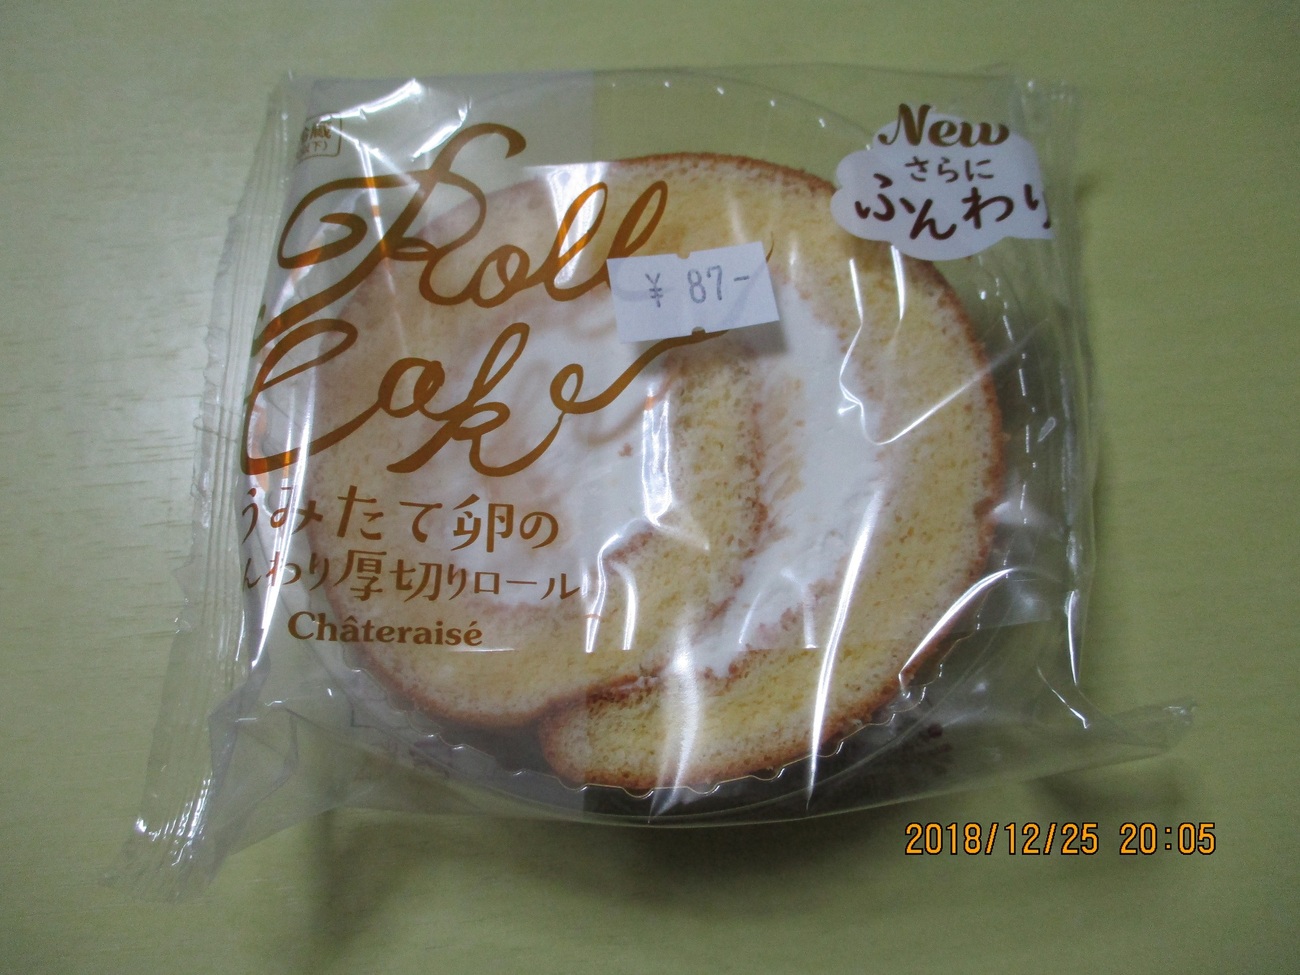 蔵
Roll
Cake
New
さらに
ふんわり
¥ 87-
うみたて卵の
んわり厚切りロール
Châteraisé
2018/12/25 20:05